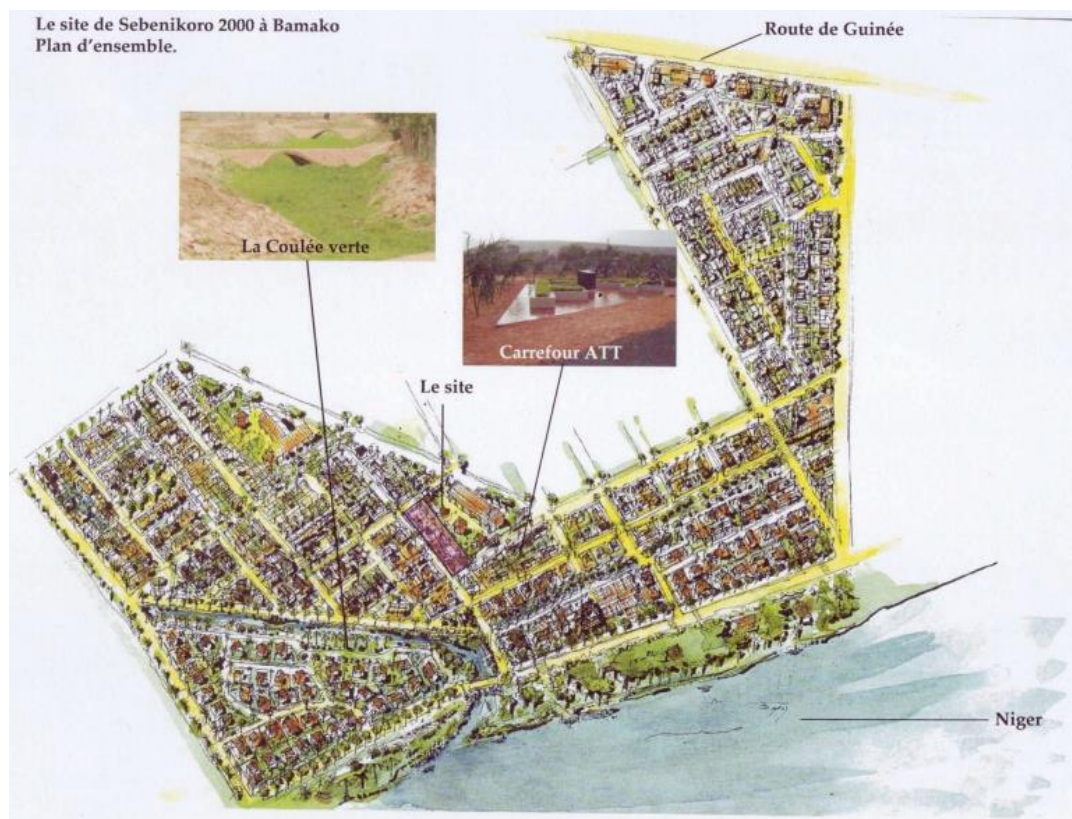 Le site de Sebenikoro 2000 à Bamako
Plan d'ensemble.
Route de Guinée
La Coulée verte
Carrefour ATT
Le site
Niger